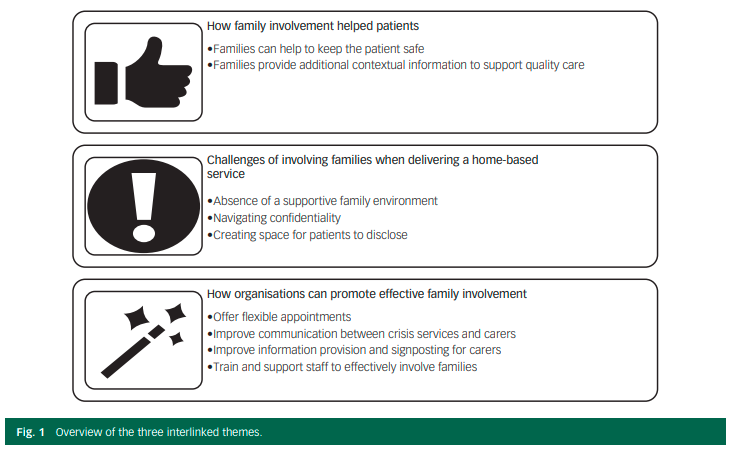 How family involvement helped patients
•Families can help to keep the patient safe
•Families provide additional contextual information to support quality care
Challenges of involving families when delivering a home-based
service
•Absence of a supportive family environment
•Navigating confidentiality
•Creating space for patients to disclose
How organisations can promote effective family involvement
•Offer flexible appointments
•Improve communication between crisis services and carers
•Improve information provision and signposting for carers
•Train and support staff to effectively involve families
Fig. 1 Overview of the three interlinked themes.